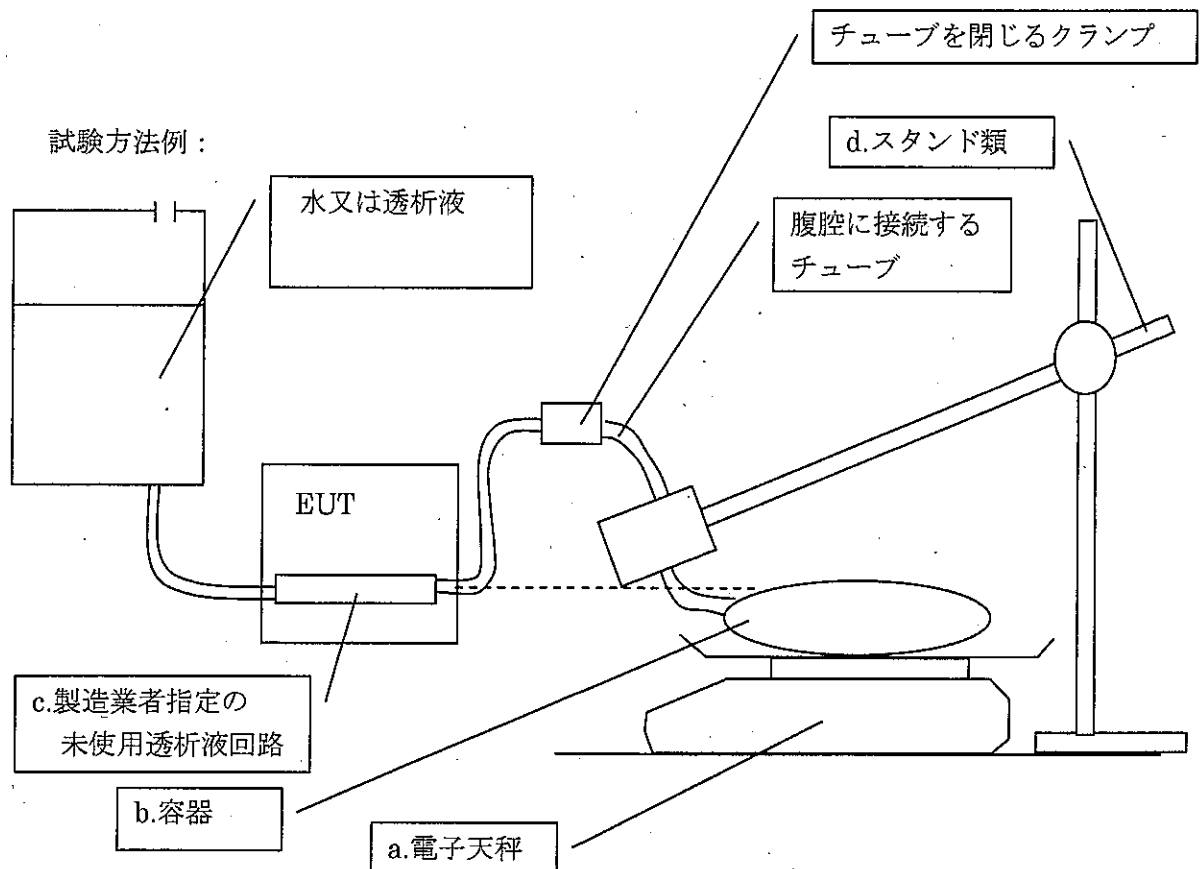 チューブを閉じるクランプ
試験方法例：
d.スタンド類
水又は透析液
腹腔に接続する
チューブ
EUT
c.製造業者指定の
未使用透析液回路
b.容器
a.電子天秤